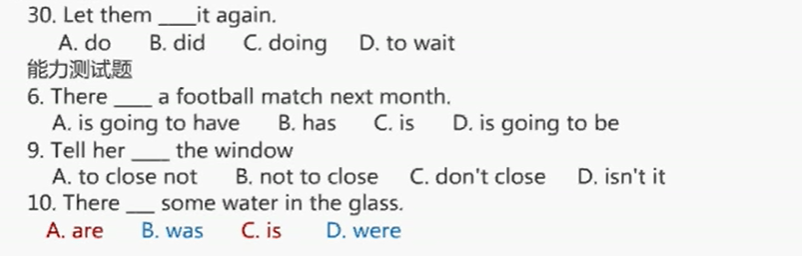 30. Let them ____it again.
A. do B. did C. doing D. to wait
能力测试题
6. There ____ a football match next month.
A. is going to have B. has C. is D. is going to be
9. Tell her ____ the window
A. to close not B. not to close C. don't close D. isn't it
10. There ___ some water in the glass.
A. are B. was C. is D. were